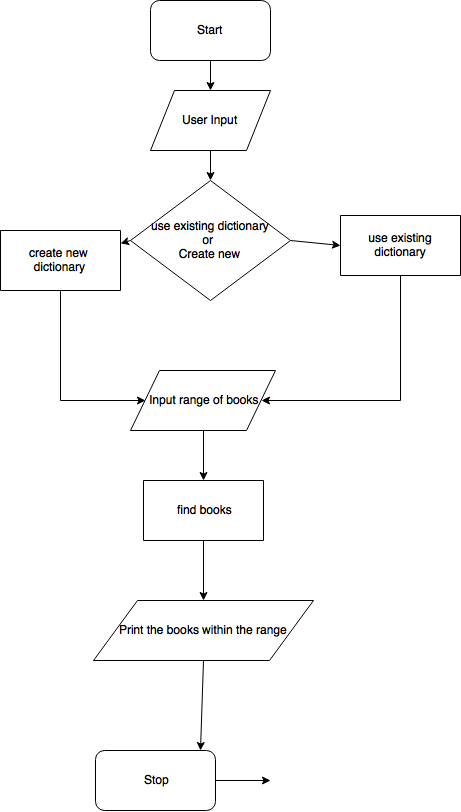 Start
User Input
use existing dictionary
or
Create new
create new
dictionary
use existing
dictionary
Input range of books
find books
Print the books within the range
Stop